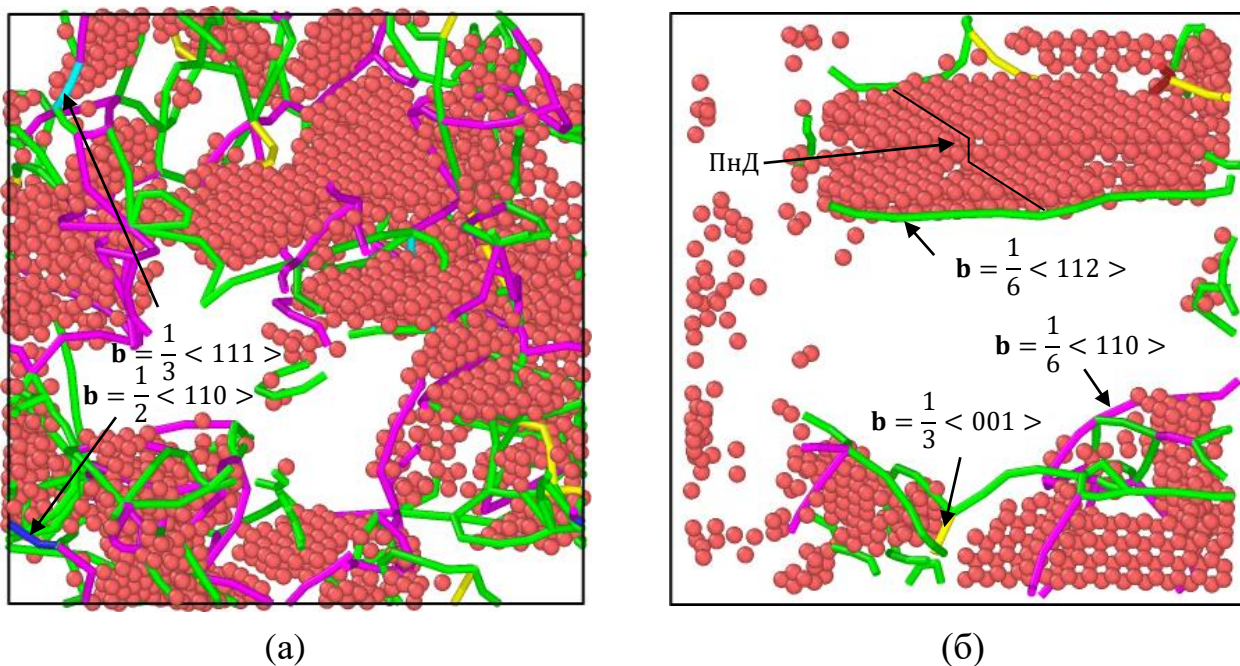 b = 1/3 < 111 >
b = 1/2 < 110 >
(а)
ПнД
b = 1/6 < 112 >
b = 1/6 < 110 >
b = 1/3 < 001 >
(б)